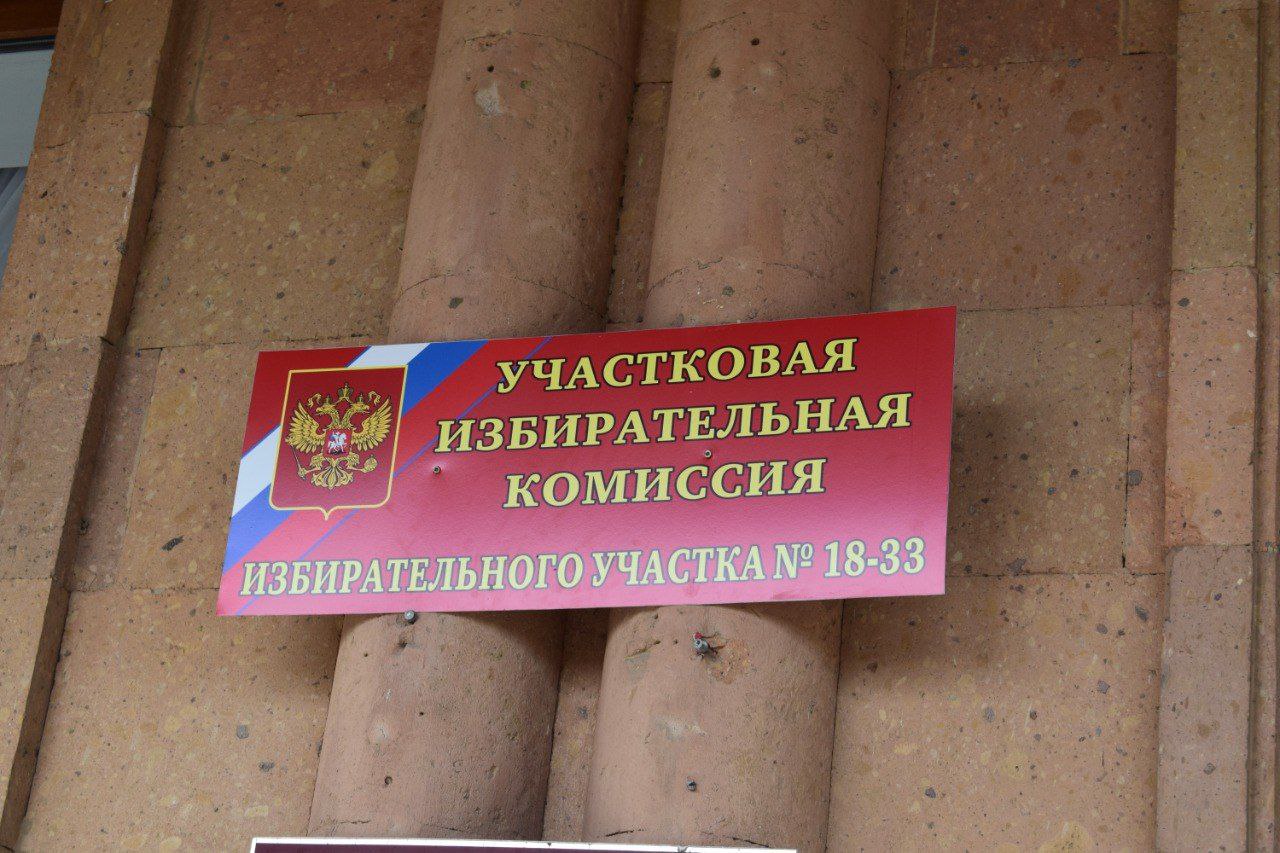 УЧАСТКОВАЯ
ИЗБИРАТЕЛЬНАЯ
КОМИССИЯ
ИЗБИРАТЕЛЬНОГО УЧАСТКА № 18-33